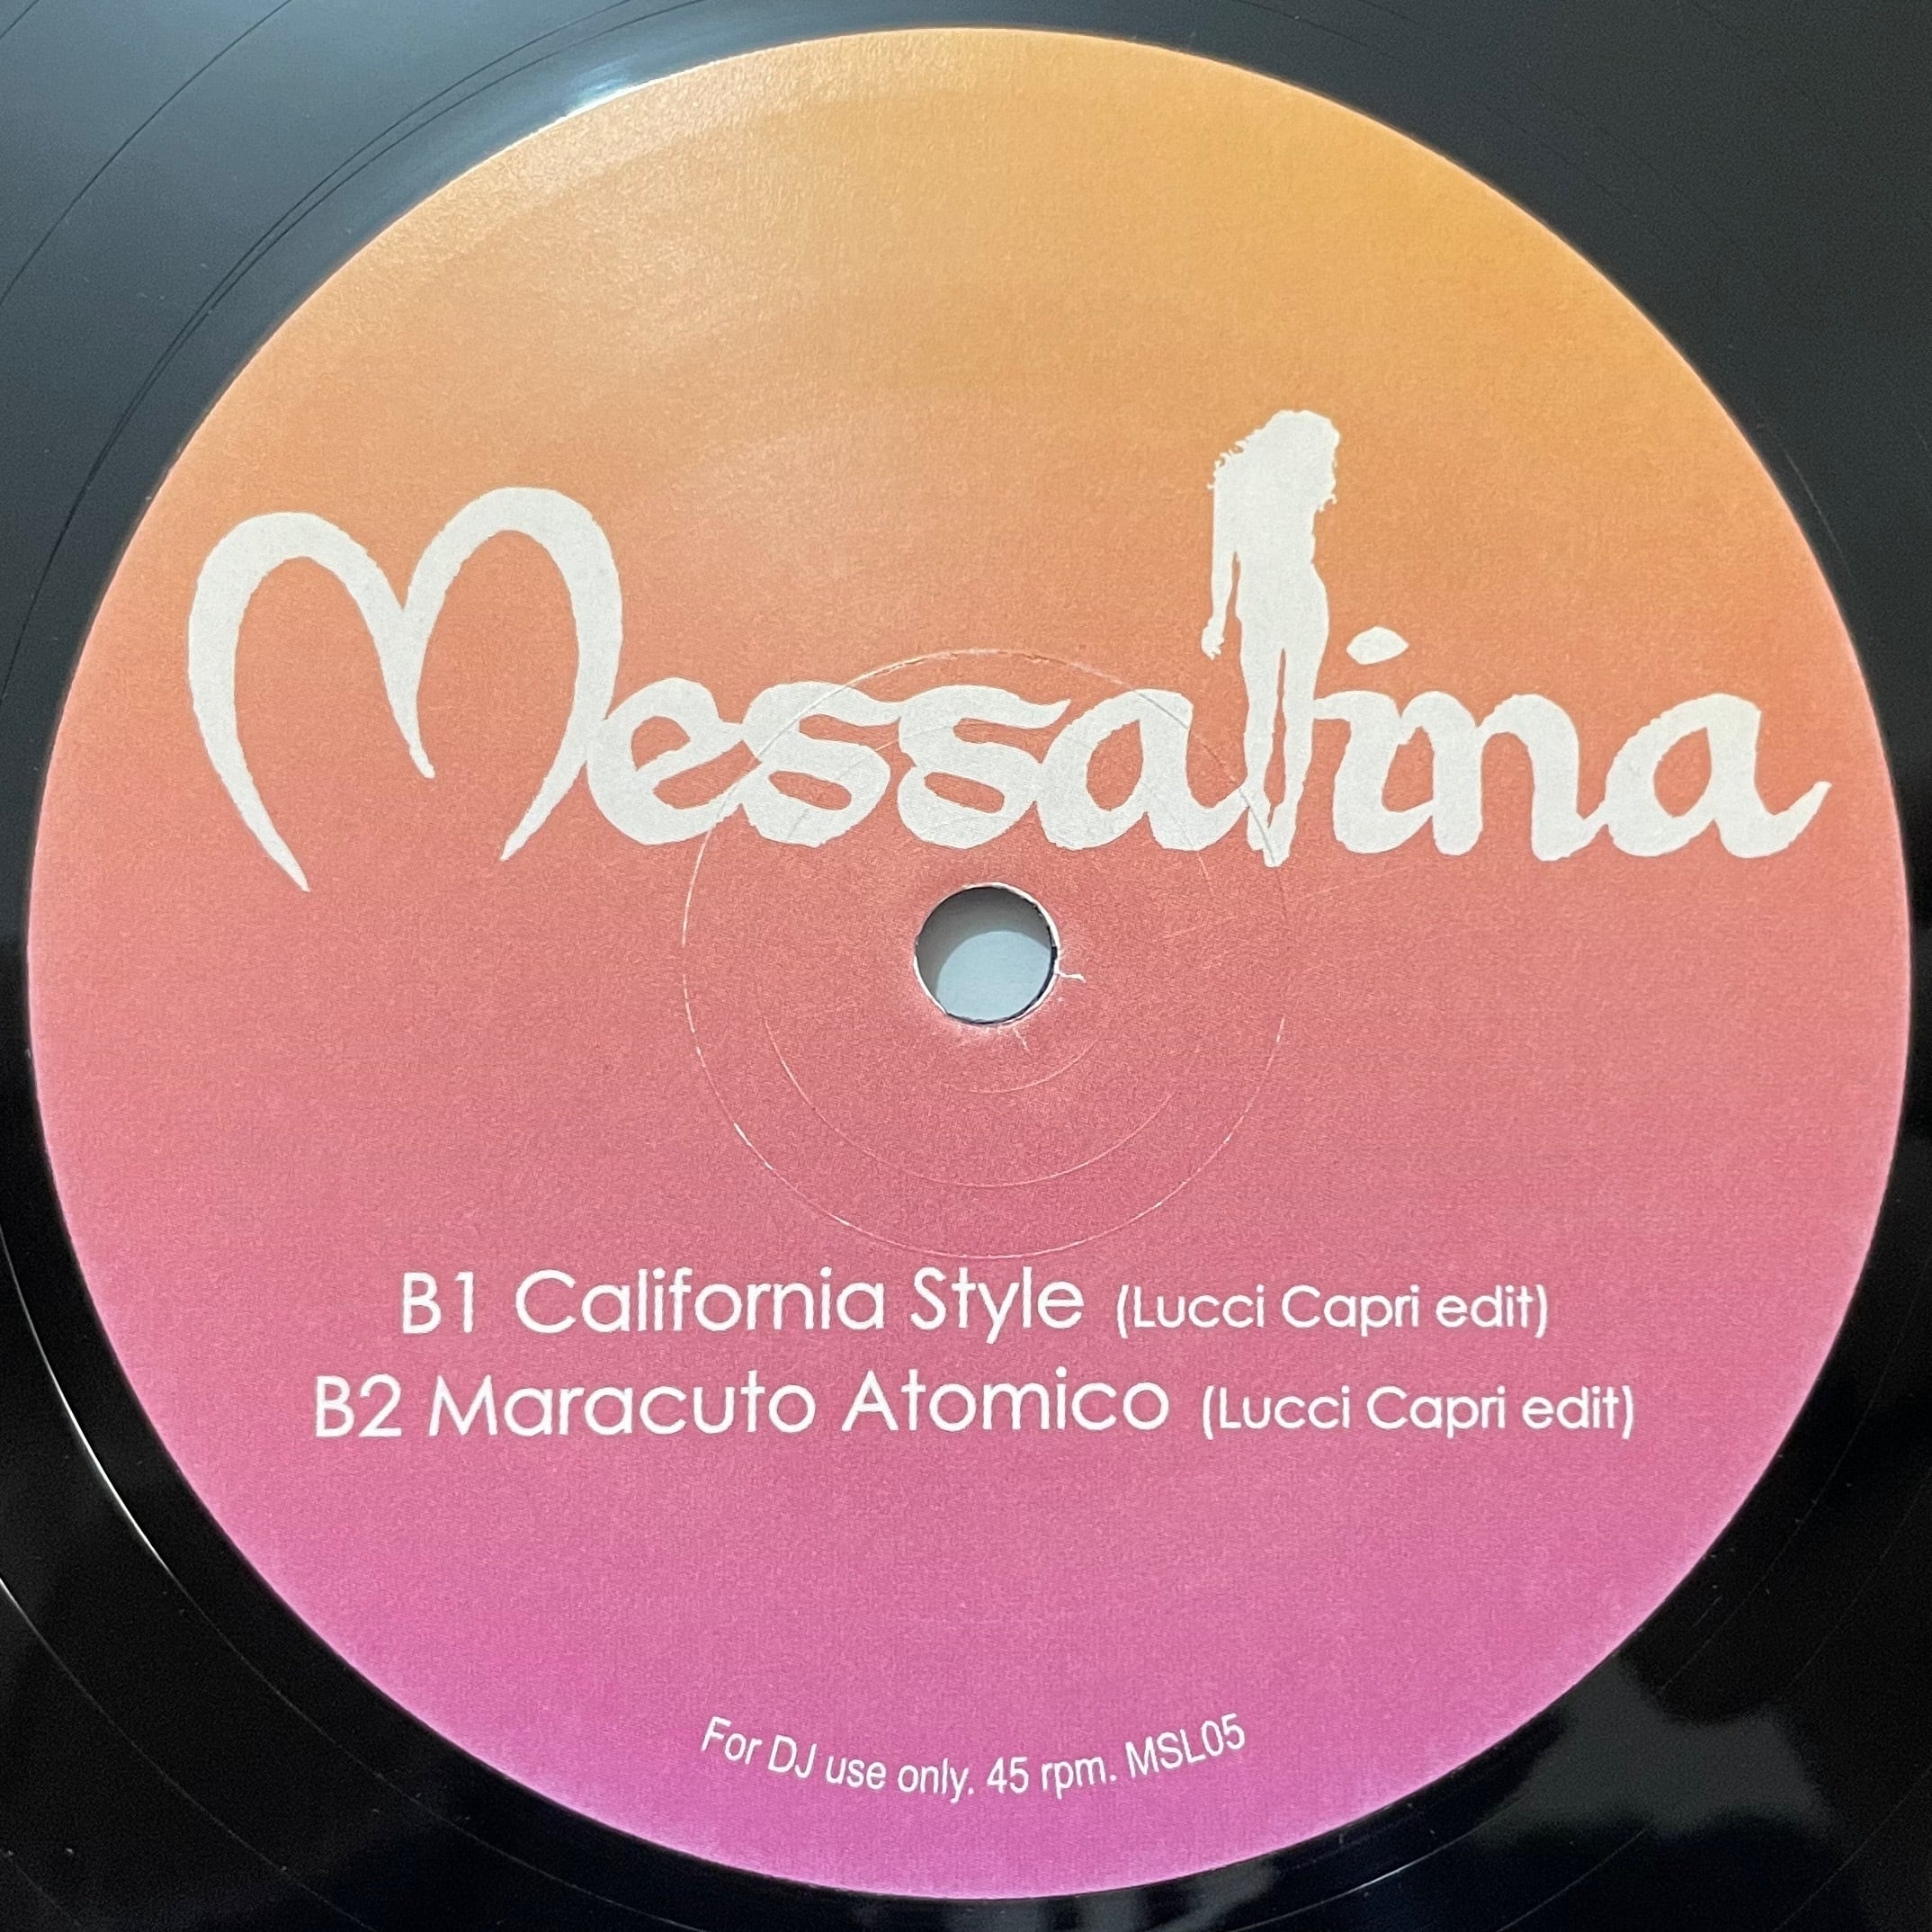 Messalina
B1 California Style (Lucci Capri edit)
B2 Maracuto Atomico (Lucci Capri edit)
For DJ use only. 45 rpm. MSL05